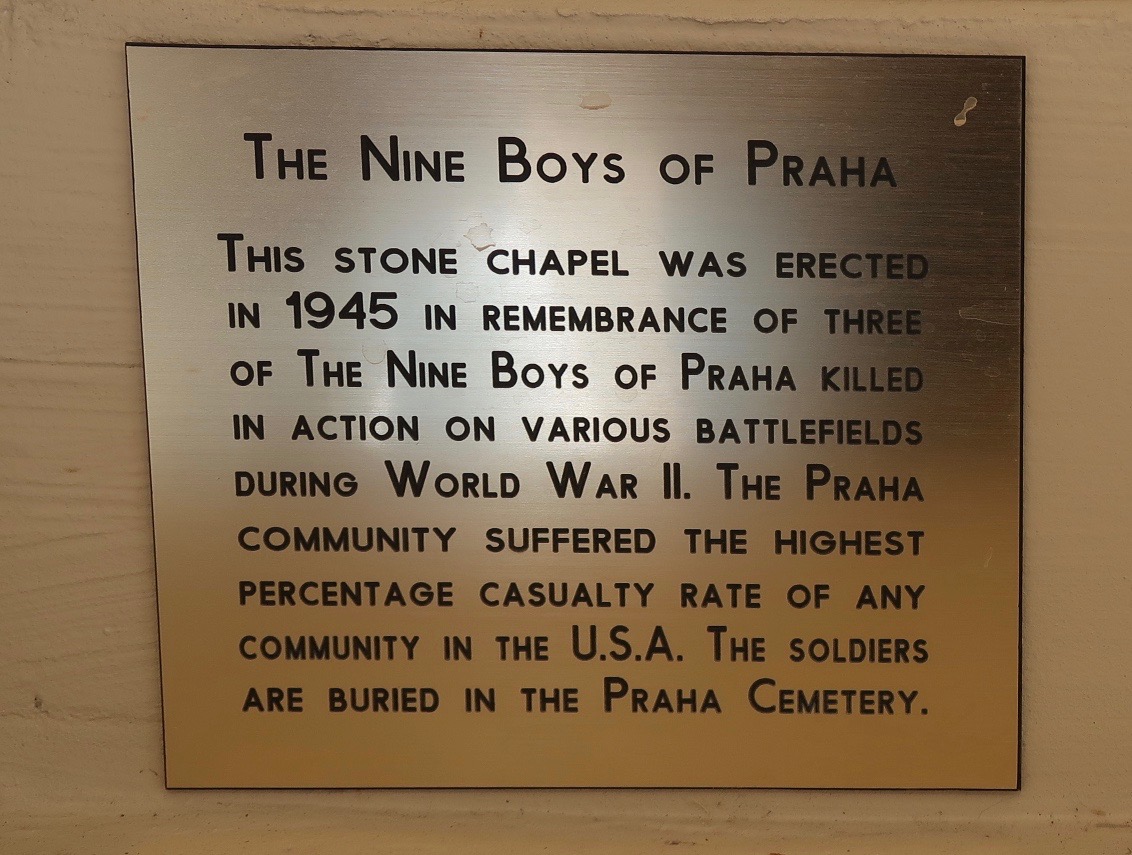 The Nine Boys of Praha
This stone chapel was erected
in 1945 in remembrance of three
of The Nine Boys of Praha killed
in action on various battlefields
during World War II. The Praha
community suffered the highest
percentage casualty rate of any
community in the U.S.A. The soldiers
are buried in the Praha Cemetery.